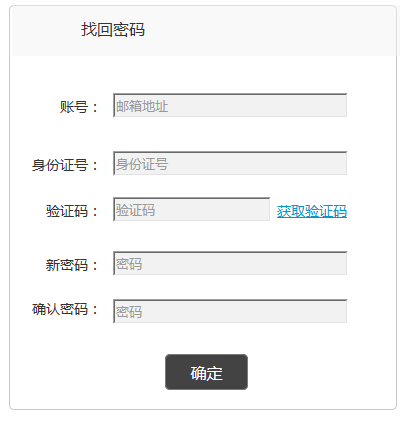 找回密码
账号： 邮箱地址
身份证号： 身份证号
验证码： 验证码 获取验证码
新密码： 密码
确认密码： 密码
确定